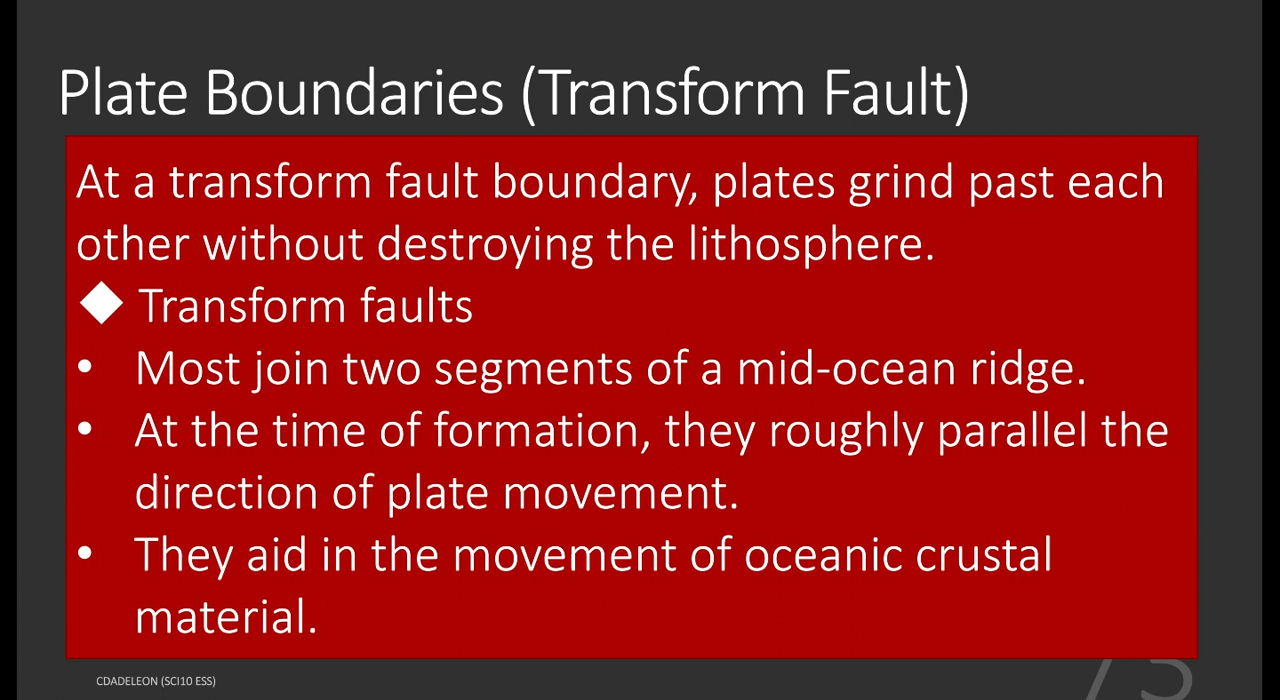 Plate Boundaries (Transform Fault)
At a transform fault boundary, plates grind past each
other without destroying the lithosphere.
◆ Transform faults
• Most join two segments of a mid-ocean ridge.
• At the time of formation, they roughly parallel the
direction of plate movement.
• They aid in the movement of oceanic crustal
material.
CDADELEON (SCI10 ESS)